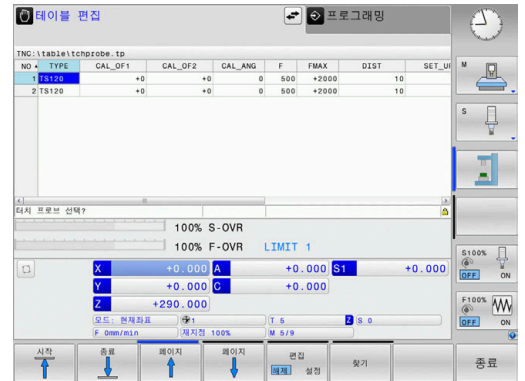 테이블 편집
프로그래밍
TNC:\table\tchprobe.tp
NO TYPE CAL_OF1 CAL_OF2 CAL_ANG F FMAX DIST SET_UP
1 TS120 +0 +0 0 500 +2000 10
2 TS120 +0 +0 0 500 +2000 10
터치 프로브 선택?
100% S-OVR
100% F-OVR LIMIT 1
X +0.000 A +0.000 S1 +0.000
Y +0.000 C +0.000
Z +290.000
모드: 현재좌표 1 T 5 Z S 0
F 0mm/min 재지정 100% M 5/9
M
S
S100%
OFF ON
F100%
OFF ON
시작 종료 페이지 페이지 편집 찾기 종료
해제 설정